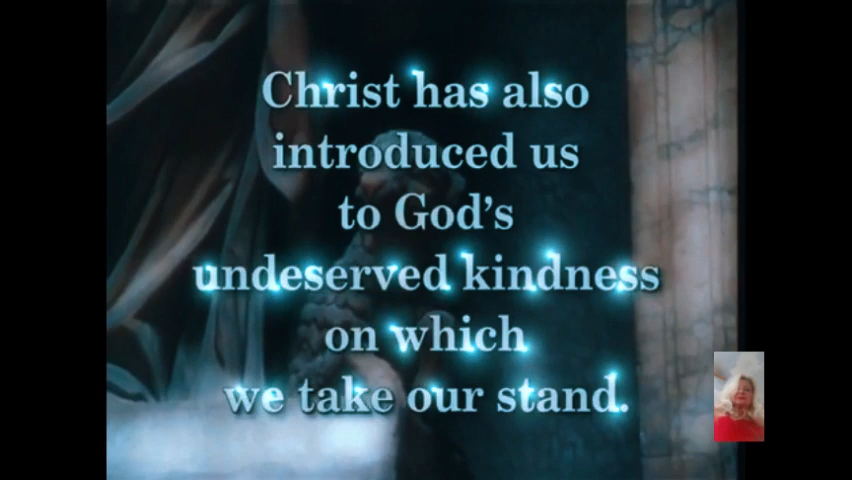 Christ has also
introduced us
to God's
undeserved kindness
on which
we take our stand.